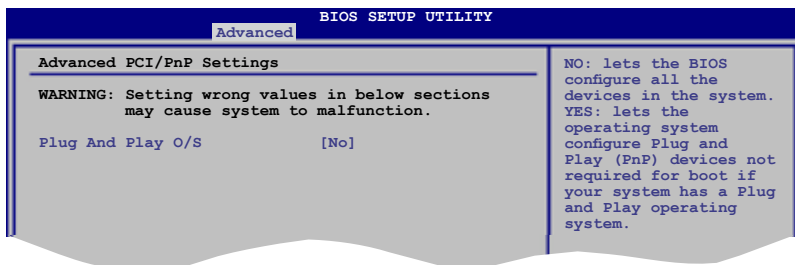 BIOS SETUP UTILITY
Advanced
Advanced PCI/PnP Settings
WARNING: Setting wrong values in below sections
may cause system to malfunction.
Plug And Play O/S [No]
NO: lets the BIOS
configure all the
devices in the system.
YES: lets the
operating system
configure Plug and
Play (PnP) devices not
required for boot if
your system has a Plug
and Play operating
system.